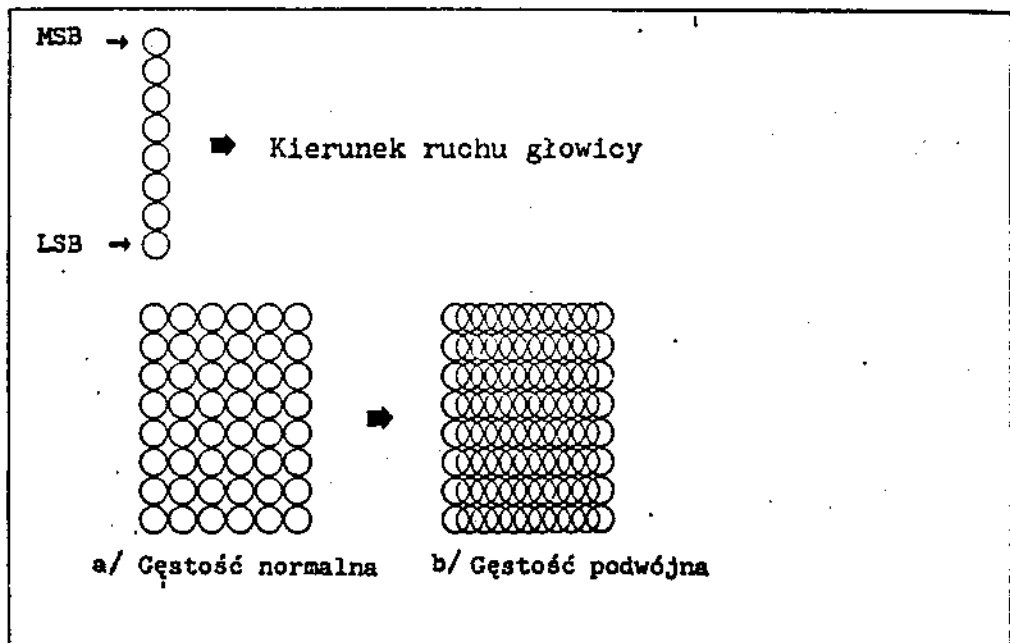 MSB →
Kierunek ruchu głowicy
LSB →
a/ Gęstość normalna
b/ Gęstość podwójna